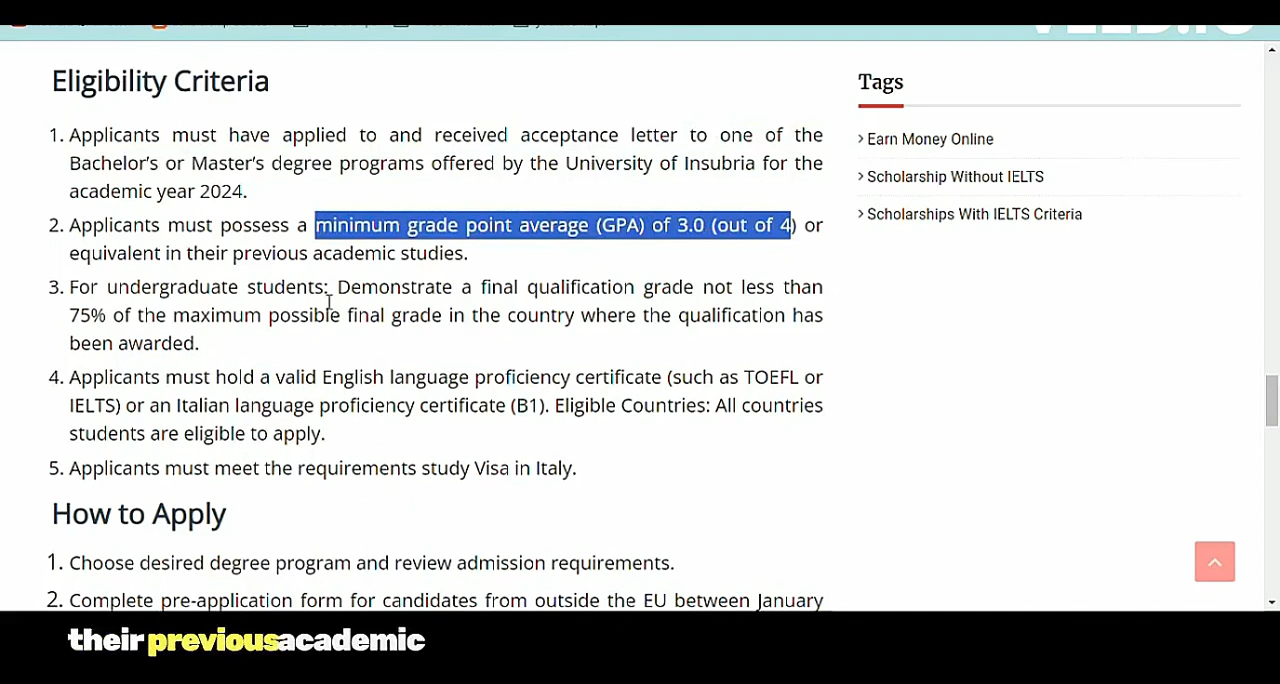 Eligibility Criteria
1. Applicants must have applied to and received acceptance letter to one of the
Bachelor's or Master's degree programs offered by the University of Insubria for the
academic year 2024.
2. Applicants must possess a minimum grade point average (GPA) of 3.0 (out of 4) or
equivalent in their previous academic studies.
3. For undergraduate students: Demonstrate a final qualification grade not less than
75% of the maximum possible final grade in the country where the qualification has
been awarded.
4. Applicants must hold a valid English language proficiency certificate (such as TOEFL or
IELTS) or an Italian language proficiency certificate (B1). Eligible Countries: All countries
students are eligible to apply.
5. Applicants must meet the requirements study Visa in Italy.
How to Apply
1. Choose desired degree program and review admission requirements.
2. Complete pre-application form for candidates from outside the EU between January
Tags
> Earn Money Online
> Scholarship Without IELTS
> Scholarships With IELTS Criteria
their previousacademic